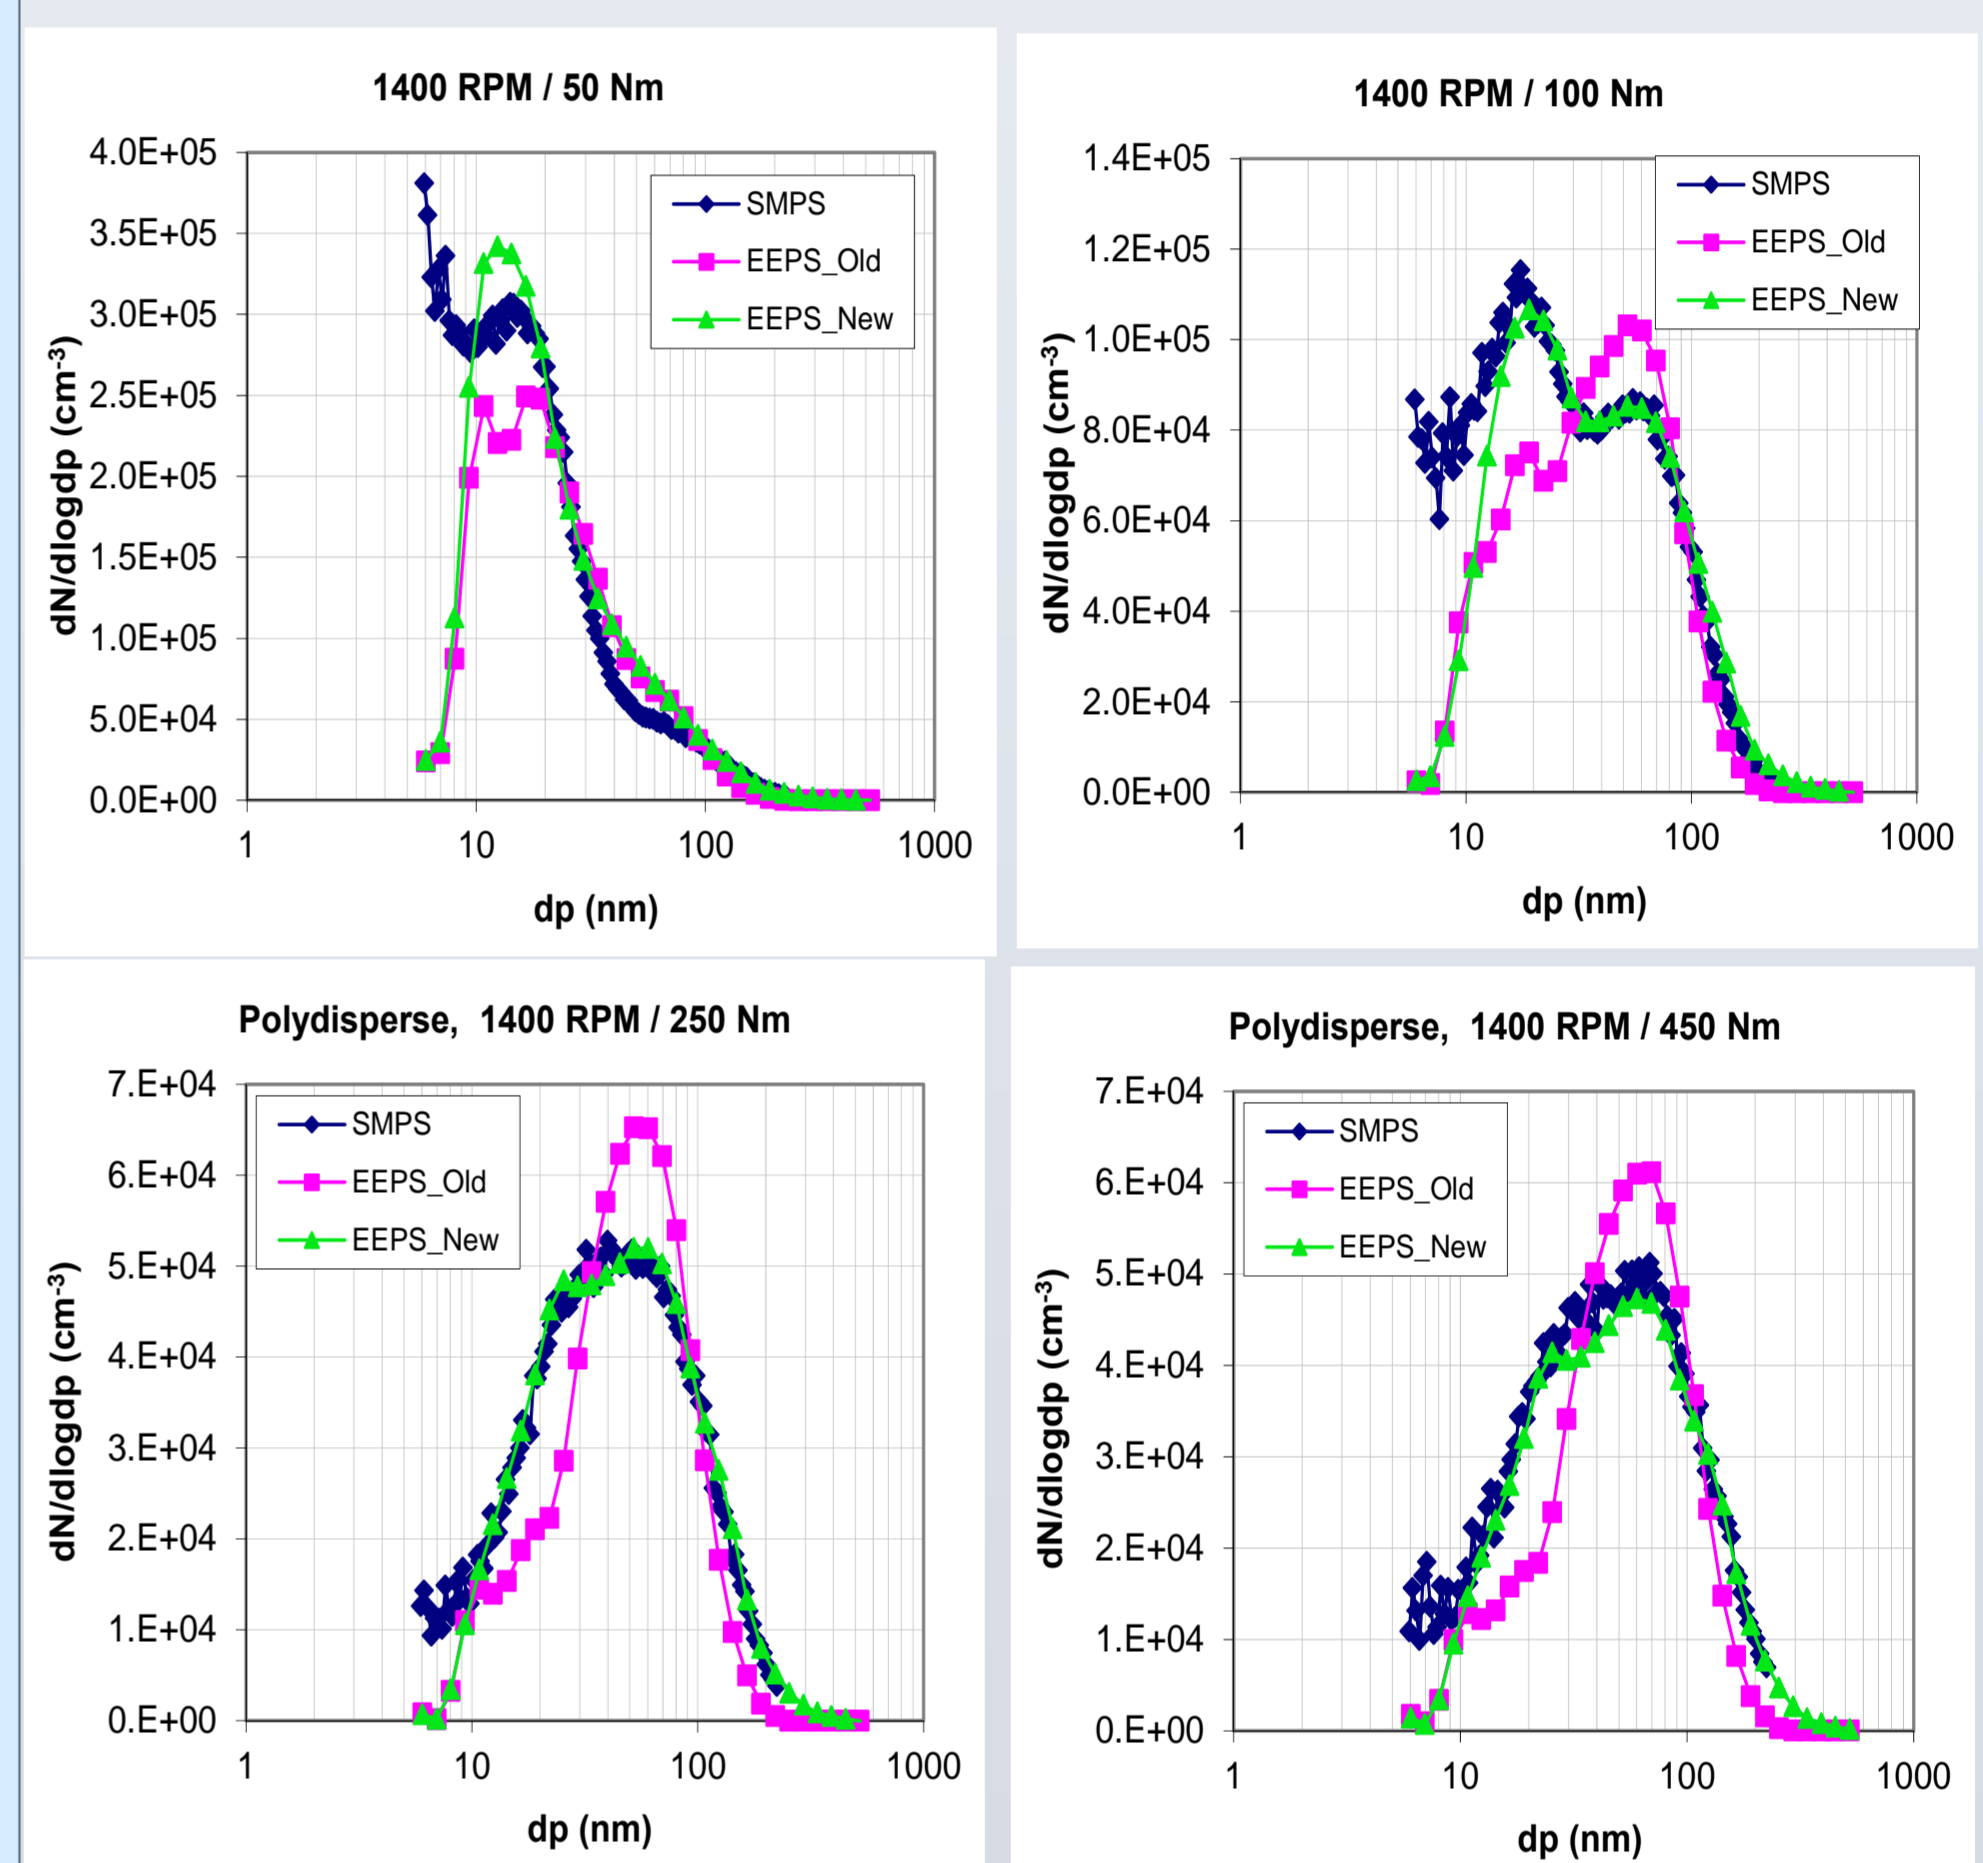 1400 RPM / 50 Nm
4.0E+05
3.5E+05
3.0E+05
2.5E+05
2.0E+05
1.5E+05
1.0E+05
5.0E+04
0.0E+00
dN/dlogdp (cm-3)
SMPS
EEPS_Old
EEPS_New
1 10 100 1000
dp (nm)
1400 RPM / 100 Nm
1.4E+05
1.2E+05
1.0E+05
8.0E+04
6.0E+04
4.0E+04
2.0E+04
0.0E+00
dN/dlogdp (cm-3)
SMPS
EEPS_Old
EEPS_New
1 10 100 1000
dp (nm)
Polydisperse, 1400 RPM / 250 Nm
7.E+04
6.E+04
5.E+04
4.E+04
3.E+04
2.E+04
1.E+04
0.E+00
dN/dlogdp (cm-3)
SMPS
EEPS_Old
EEPS_New
1 10 100 1000
dp (nm)
Polydisperse, 1400 RPM / 450 Nm
7.E+04
6.E+04
5.E+04
4.E+04
3.E+04
2.E+04
1.E+04
0.E+00
dN/dlogdp (cm-3)
SMPS
EEPS_Old
EEPS_New
1 10 100 1000
dp (nm)